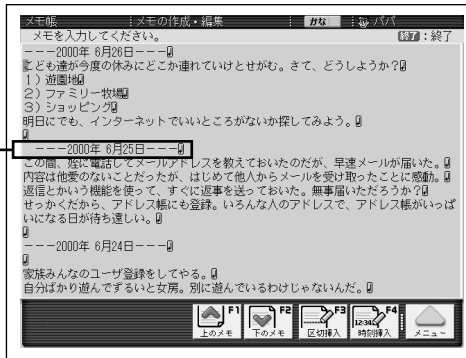 メモ帳　メモの作成・編集　かな　パパ
メモを入力してください。　終了：終了
---2000年 6月26日---
こども達が今度の休みにどこか連れていけとせがむ。さて、どうしようか？
1）遊園地
2）ファミリー牧場
3）ショッピング
明日にでも、インターネットでいいところがないか探してみよう。
---2000年 6月25日---
この間、姪に電話してメールアドレスを教えておいたのだが、早速メールが届いた。
内容は他愛のないことだったが、はじめて他人からメールを受け取ったことに感動。
返信とかいう機能を使って、すぐに返事を送っておいた。無事届いただろうか？
せっかくだから、アドレス帳にも登録。いろんな人のアドレスで、アドレス帳がいっぱ
いになる日が待ち遠しい。
---2000年 6月24日---
家族みんなのユーザ登録をしてやる。
自分ばかり遊んでずるいと女房。別に遊んでいるわけじゃないんだ。
F1 F2 F3 F4
12:34
上のメモ 下のメモ 区切挿入 時刻挿入 メニュー